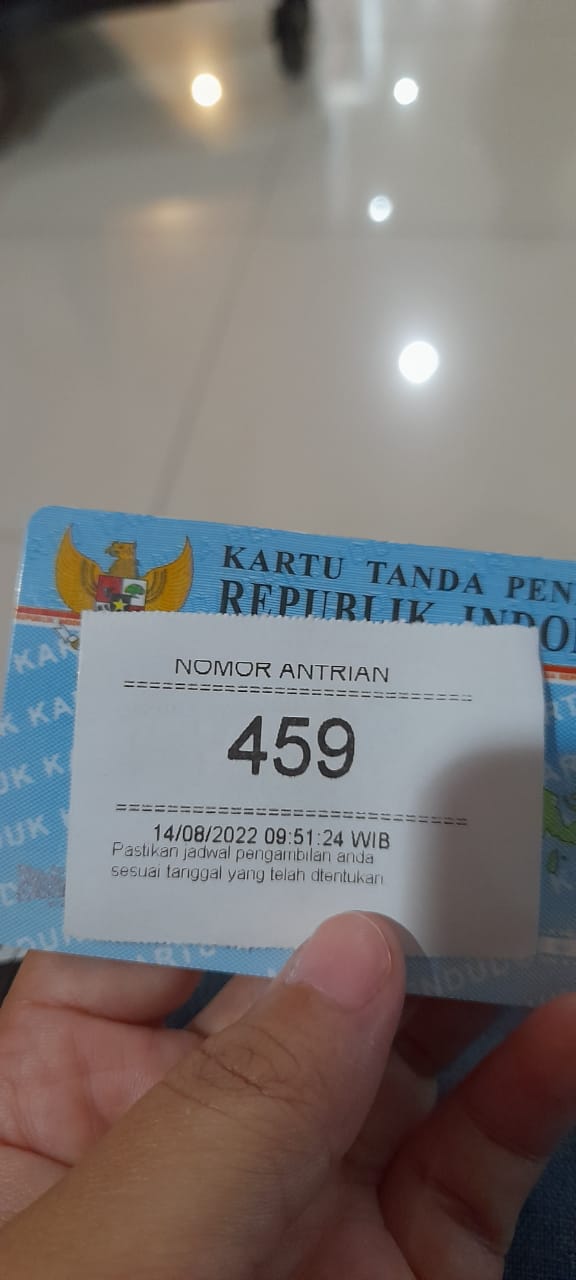 KARTU TANDA PEN
REPUBLIK INDO
NOMOR ANTRIAN
==============================
459
==============================
14/08/2022 09:51:24 WIB
Pastikan jadwal pengambilan anda
sesuai tanggal yang telah dtentukan